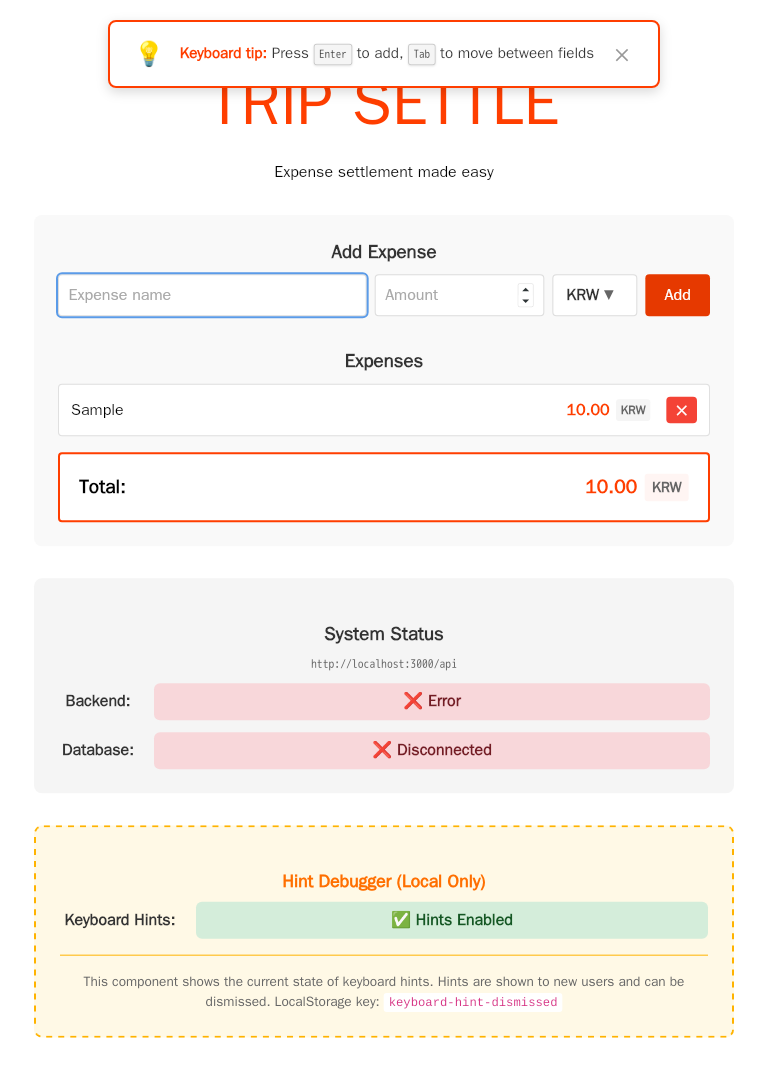 💡 Keyboard tip: Press Enter to add, Tab to move between fields ×
TRIP SETTLE
Expense settlement made easy
Add Expense
Expense name Amount KRW ▼ Add
Expenses
Sample 10.00 KRW ✕
Total: 10.00 KRW
System Status
http://localhost:3000/api
Backend: ❌ Error
Database: ❌ Disconnected
Hint Debugger (Local Only)
Keyboard Hints: ✅ Hints Enabled
This component shows the current state of keyboard hints. Hints are shown to new users and can be
dismissed. LocalStorage key: keyboard-hint-dismissed